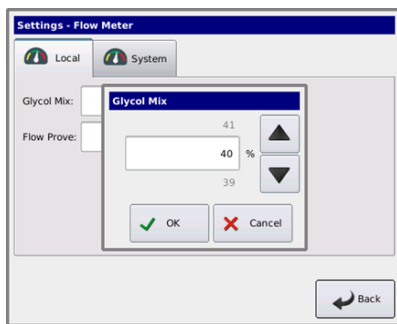 Settings - Flow Meter
Local
System
Glycol Mix:
Flow Prove:
Glycol Mix
41
40 %
39
OK
Cancel
Back